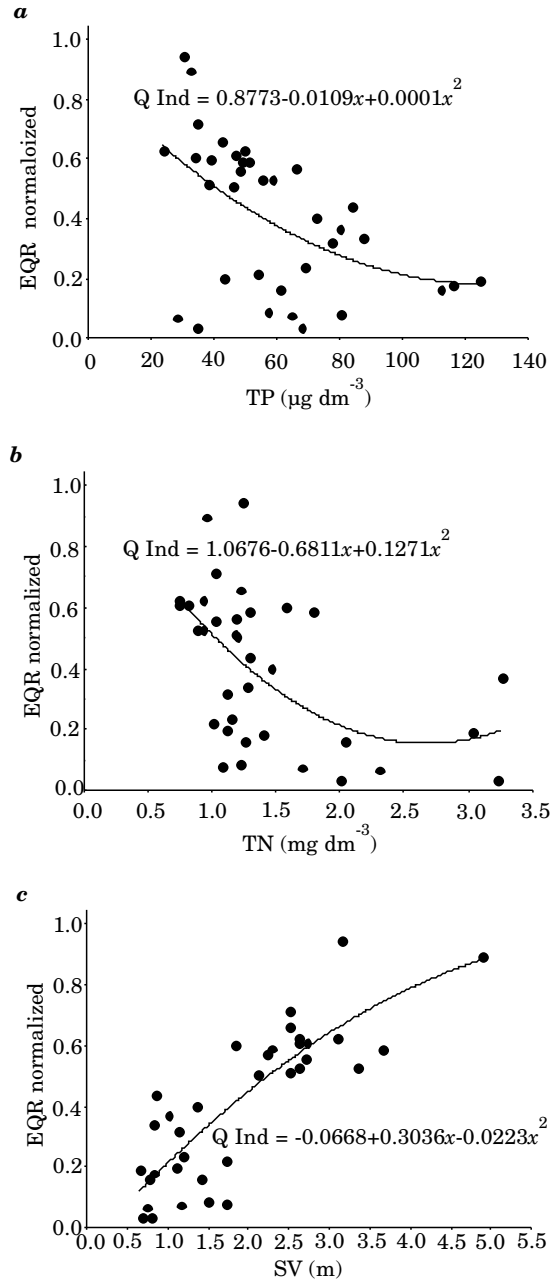 a
1.0
Q Ind = 0.8773-0.0109x+0.0001x²
0.8
0.6
0.4
0.2
0.0
EQR normaloized
0 20 40 60 80 100 120 140
TP (µg dm⁻³)
b
1.0
Q Ind = 1.0676-0.6811x+0.1271x²
0.8
0.6
0.4
0.2
0.0
EQR normalized
0.0 0.5 1.0 1.5 2.0 2.5 3.0 3.5
TN (mg dm⁻³)
c
1.0
0.8
0.6
0.4
Q Ind = -0.0668+0.3036x-0.0223x²
0.2
0.0
EQR normalized
0.0 0.5 1.0 1.5 2.0 2.5 3.0 3.5 4.0 4.5 5.0 5.5
SV (m)